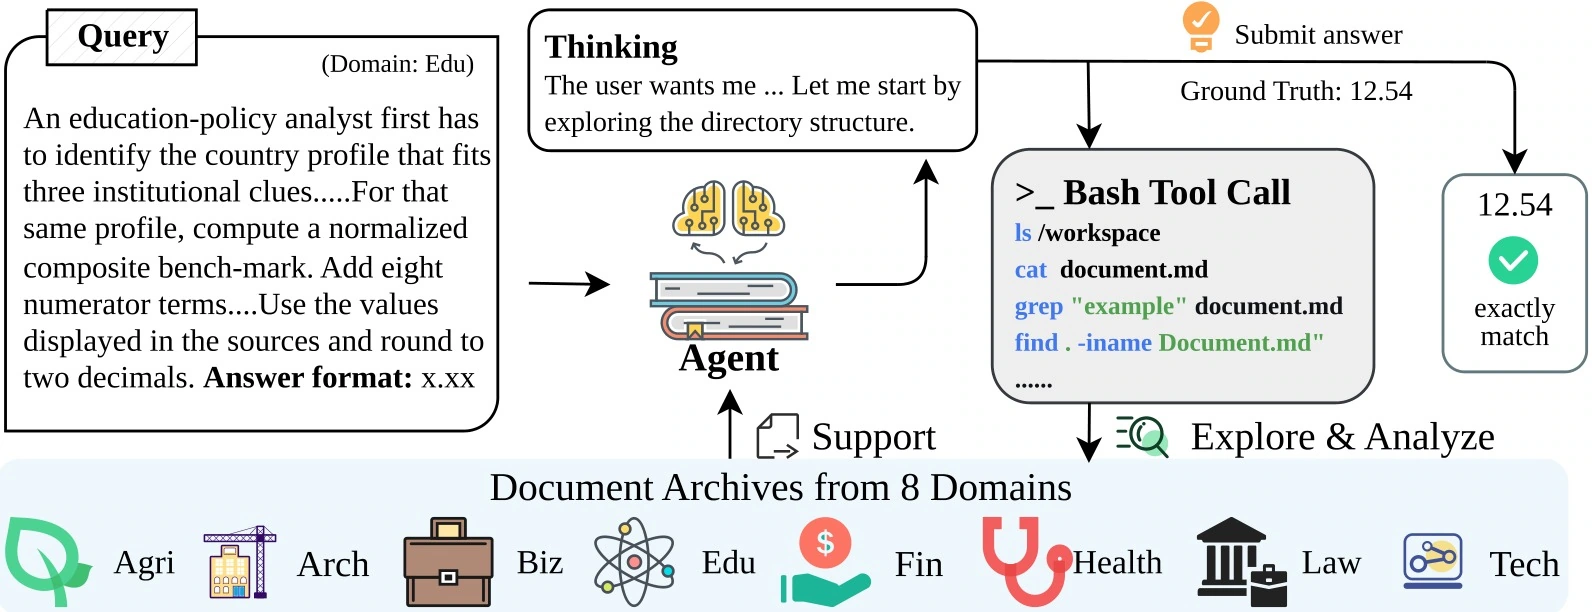 Query
(Domain: Edu)
An education-policy analyst first has
to identify the country profile that fits
three institutional clues.....For that
same profile, compute a normalized
composite bench-mark. Add eight
numerator terms....Use the values
displayed in the sources and round to
two decimals. Answer format: x.xx
Thinking
The user wants me ... Let me start by
exploring the directory structure.
Agent
Submit answer
Ground Truth: 12.54
>_ Bash Tool Call
ls /workspace
cat document.md
grep "example" document.md
find . -iname Document.md"
......
12.54
exactly
match
Support
Explore & Analyze
Document Archives from 8 Domains
Agri
Arch
Biz
Edu
$
Fin
Health
Law
Tech